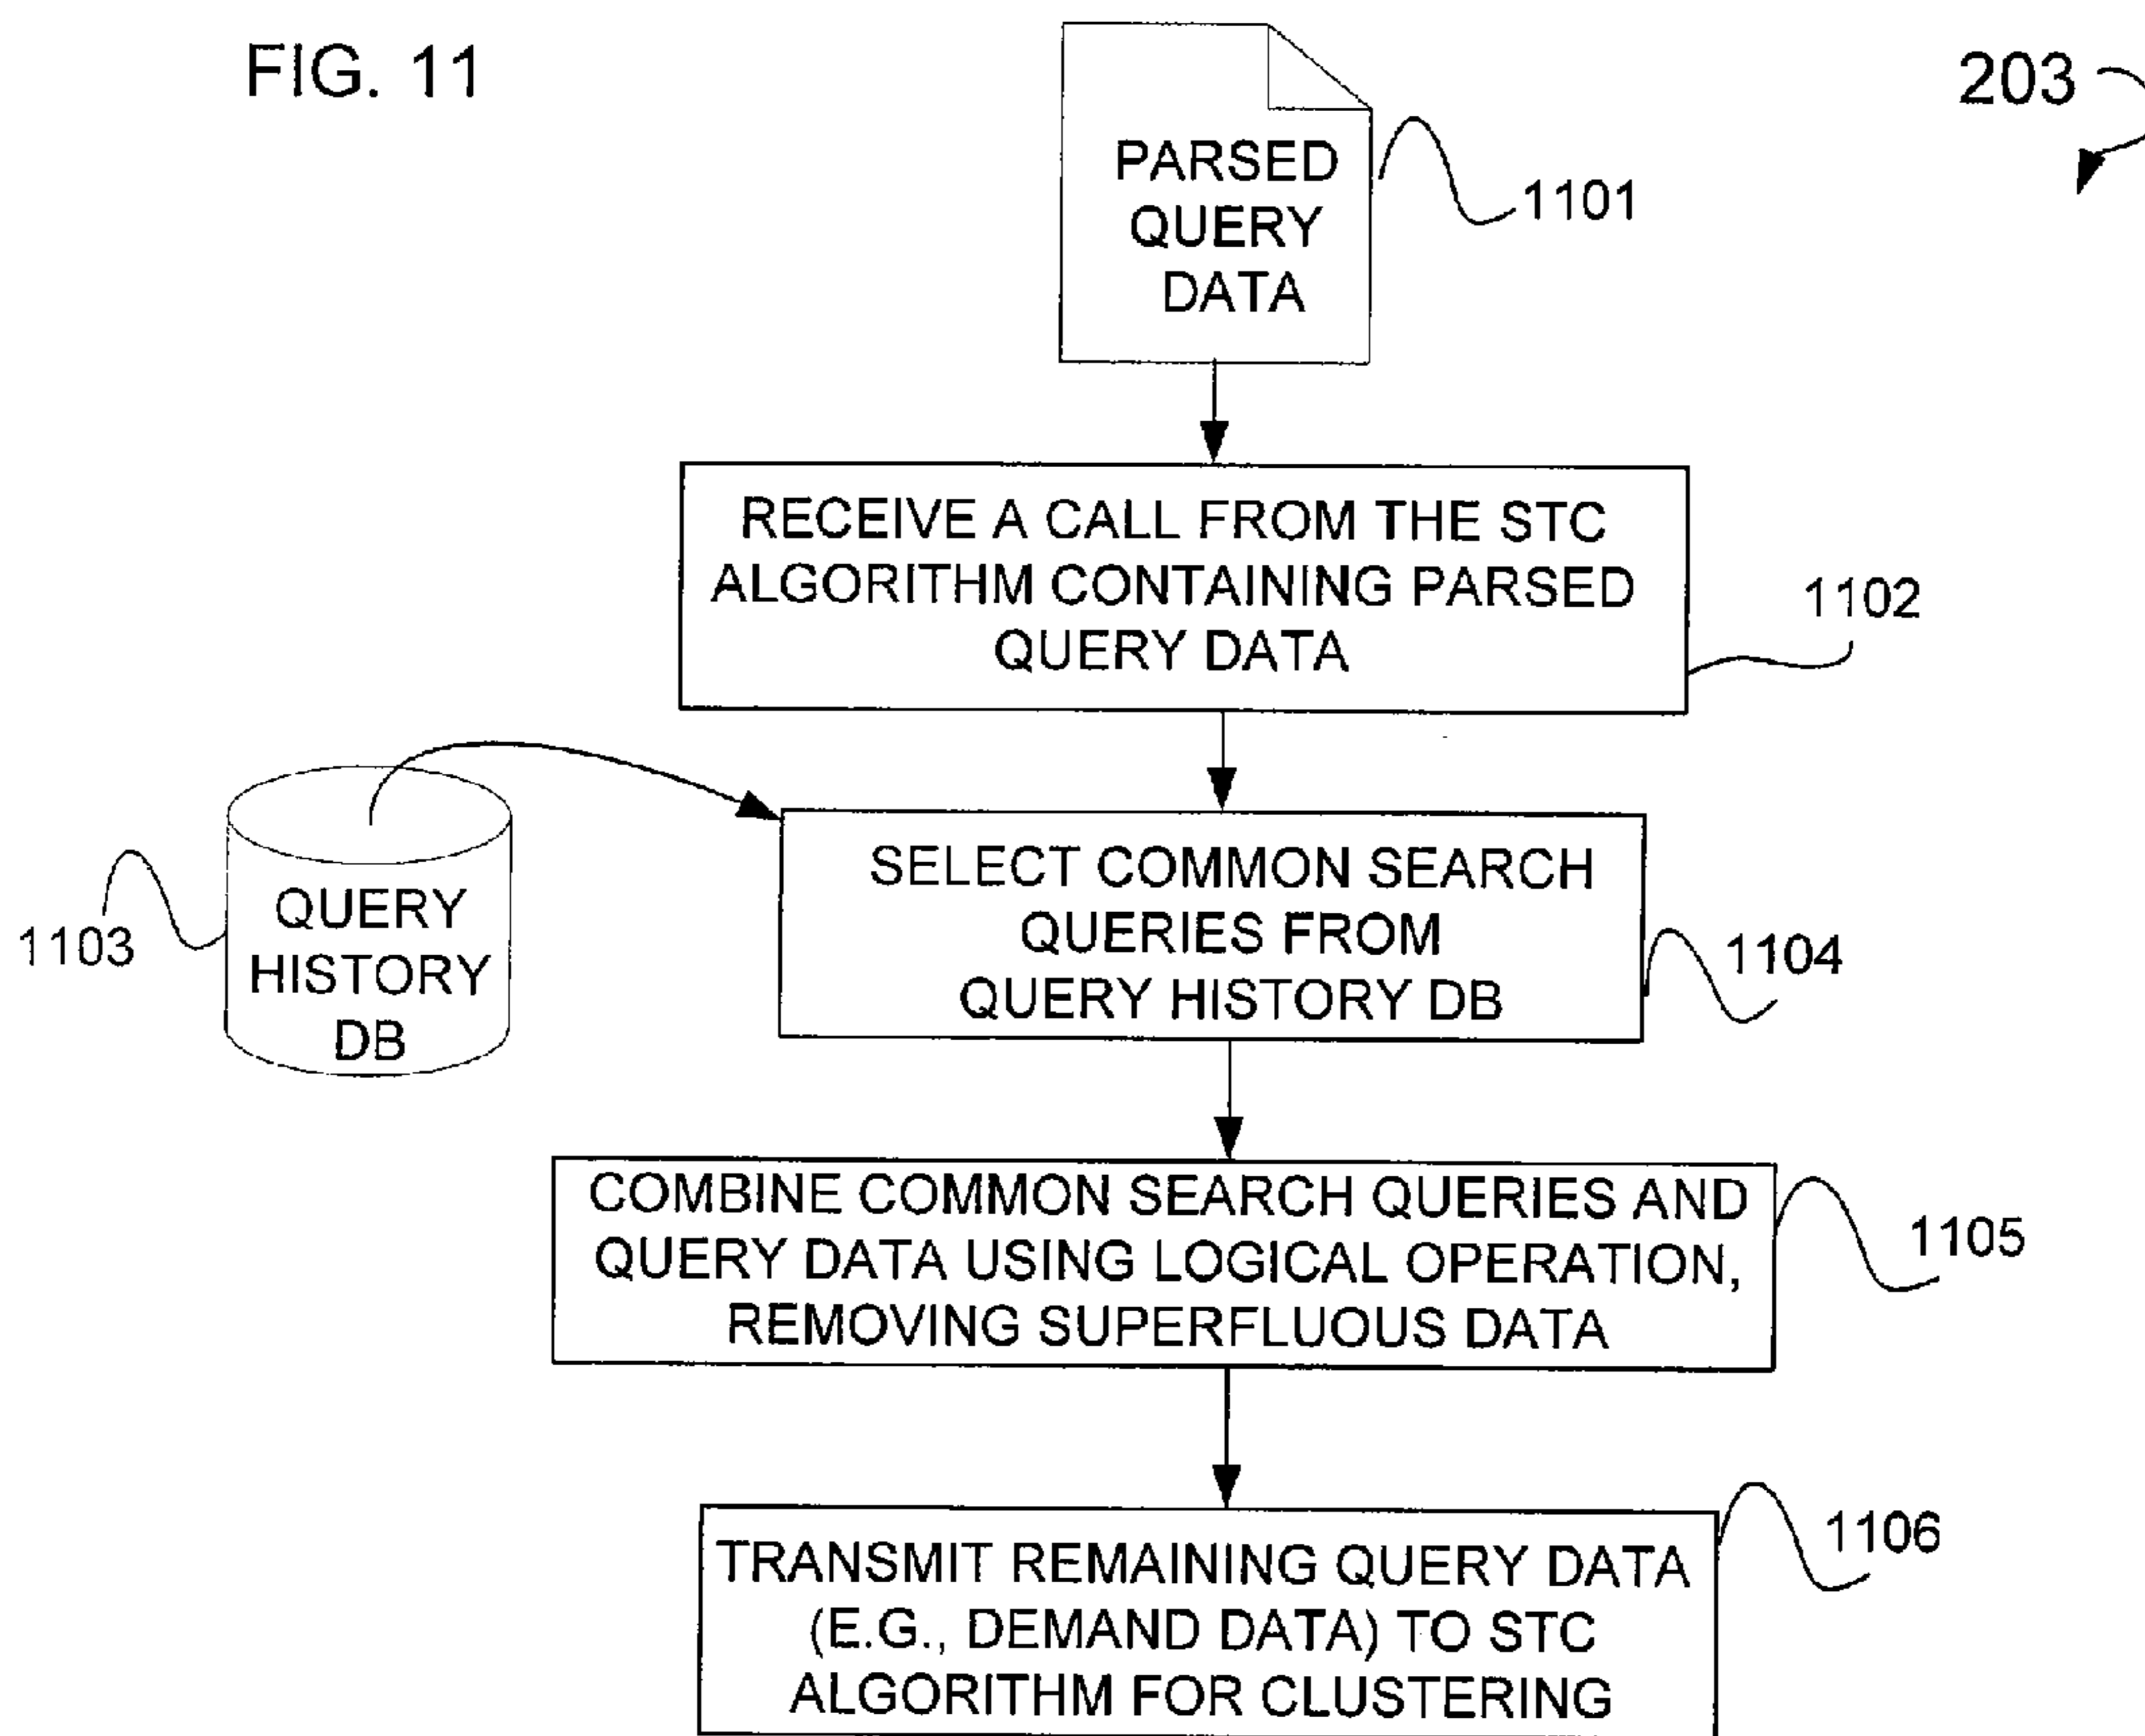 FIG. 11
203
PARSED
QUERY
DATA
1101
RECEIVE A CALL FROM THE STC
ALGORITHM CONTAINING PARSED
QUERY DATA
1102
QUERY
HISTORY
DB
1103
SELECT COMMON SEARCH
QUERIES FROM
QUERY HISTORY DB
1104
COMBINE COMMON SEARCH QUERIES AND
QUERY DATA USING LOGICAL OPERATION,
REMOVING SUPERFLUOUS DATA
1105
TRANSMIT REMAINING QUERY DATA
(E.G., DEMAND DATA) TO STC
ALGORITHM FOR CLUSTERING
1106